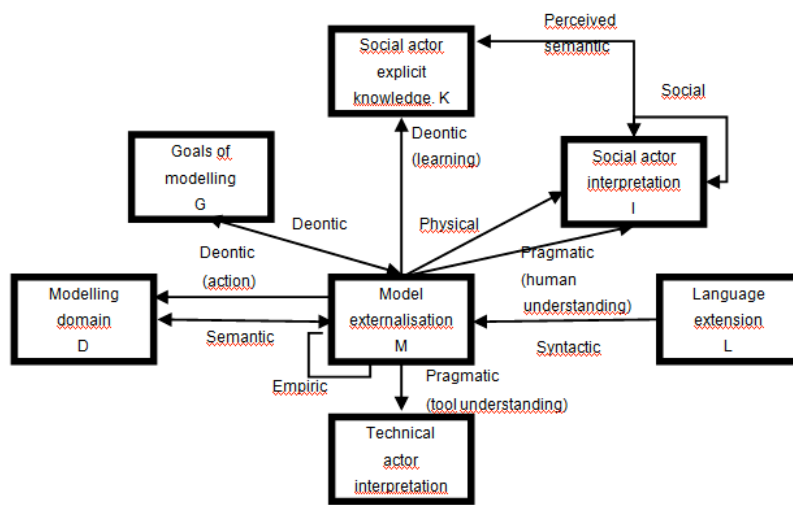 Social actor
explicit
knowledge. K
Perceived
semantic
Social
Goals of
modelling
G
Deontic
(learning)
Social actor
interpretation
I
Deontic
Physical
Deontic
(action)
Pragmatic
(human
understanding)
Modelling
domain
D
Model
externalisation
M
Language
extension
L
Semantic
Syntactic
Empiric
Pragmatic
(tool understanding)
Technical
actor
interpretation